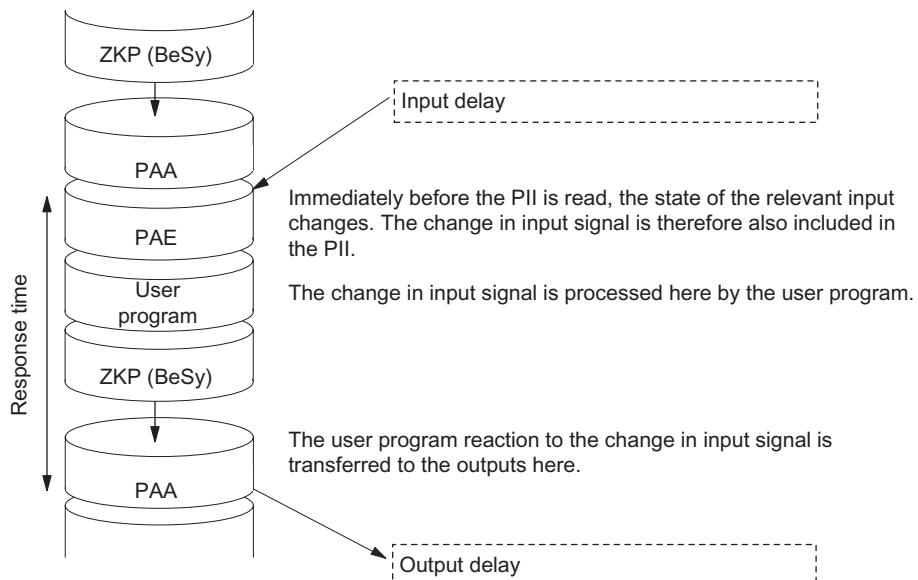 ZKP (BeSy)
Input delay
PAA
Immediately before the PII is read, the state of the relevant input
changes. The change in input signal is therefore also included in
the PII.
PAE
User
program
The change in input signal is processed here by the user program.
Response time
ZKP (BeSy)
The user program reaction to the change in input signal is
transferred to the outputs here.
PAA
Output delay